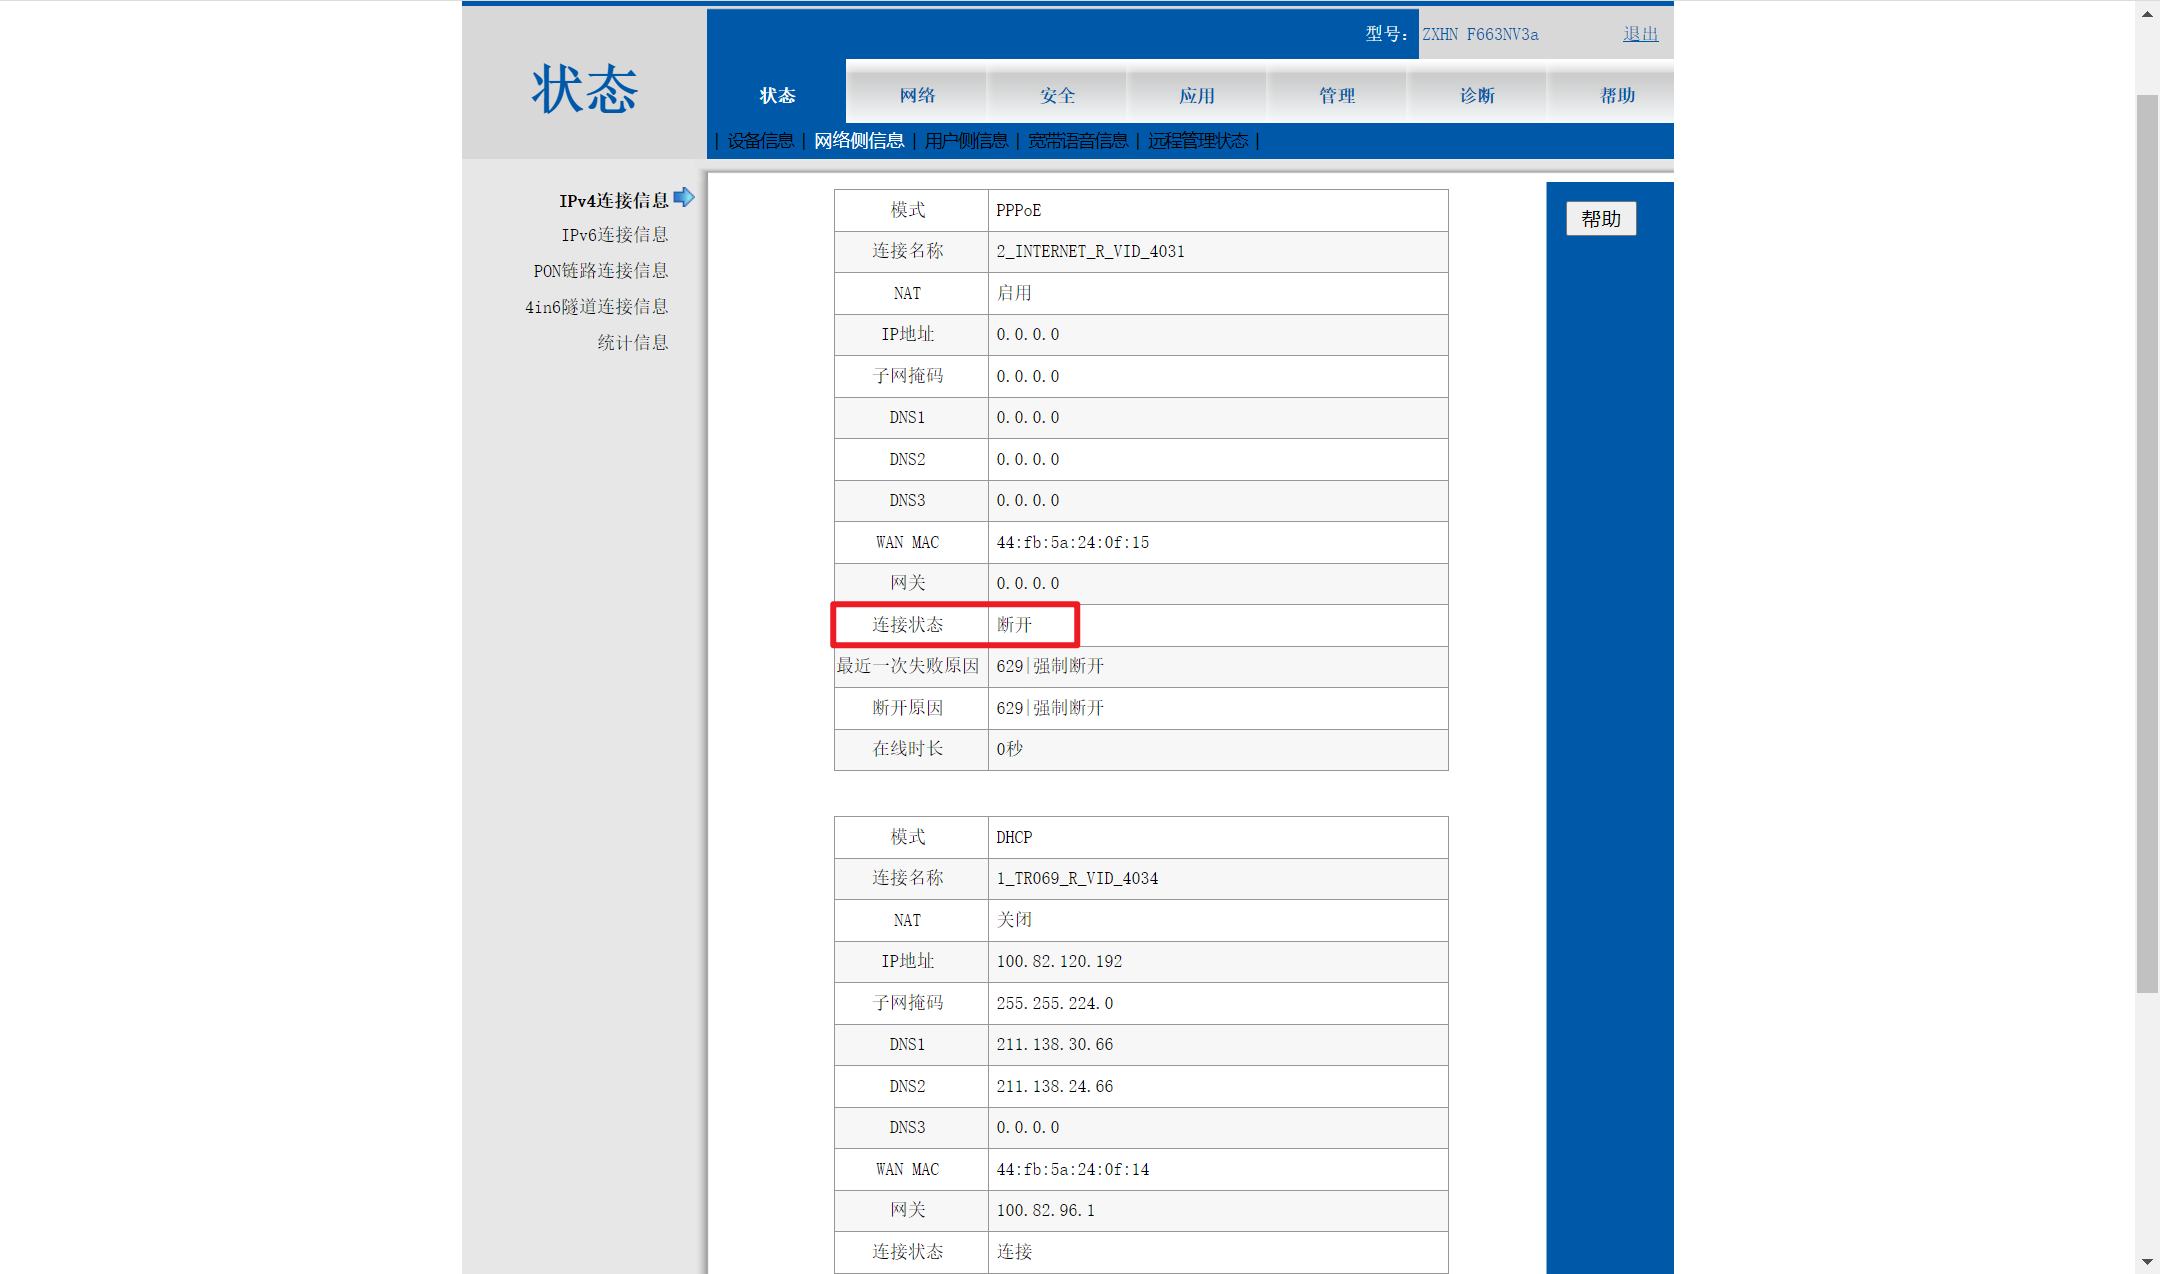 型号： ZXHN F663NV3a 退出
状态
状态 网络 安全 应用 管理 诊断 帮助
| 设备信息 | 网络侧信息 | 用户侧信息 | 宽带语音信息 | 远程管理状态 |
IPv4连接信息
IPv6连接信息
PON链路连接信息
4in6隧道连接信息
统计信息
模式 PPPoE
连接名称 2_INTERNET_R_VID_4031
NAT 启用
IP地址 0.0.0.0
子网掩码 0.0.0.0
DNS1 0.0.0.0
DNS2 0.0.0.0
DNS3 0.0.0.0
WAN MAC 44:fb:5a:24:0f:15
网关 0.0.0.0
连接状态 断开
最近一次失败原因 629|强制断开
断开原因 629|强制断开
在线时长 0秒
模式 DHCP
连接名称 1_TR069_R_VID_4034
NAT 关闭
IP地址 100.82.120.192
子网掩码 255.255.224.0
DNS1 211.138.30.66
DNS2 211.138.24.66
DNS3 0.0.0.0
WAN MAC 44:fb:5a:24:0f:14
网关 100.82.96.1
连接状态 连接
帮助